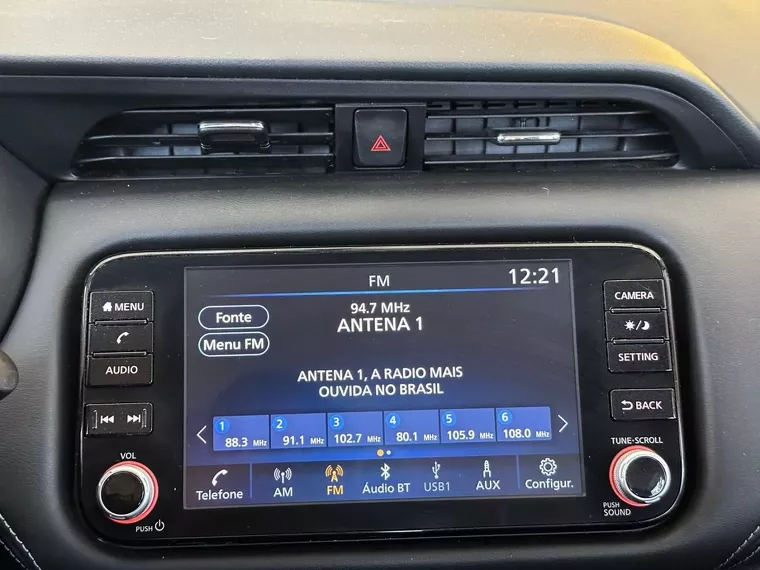 FM
12:21
94.7 MHz
ANTENA 1
Fonte
Menu FM
ANTENA 1, A RADIO MAIS
OUVIDA NO BRASIL
1 2 3 4 5 6
88.3 MHz 91.1 MHz 102.7 MHz 80.1 MHz 105.9 MHz 108.0 MHz
Telefone AM FM Áudio BT USB1 AUX Configur.
MENU
AUDIO
VOL
PUSH
CAMERA
SETTING
BACK
TUNE-SCROLL
PUSH
SOUND